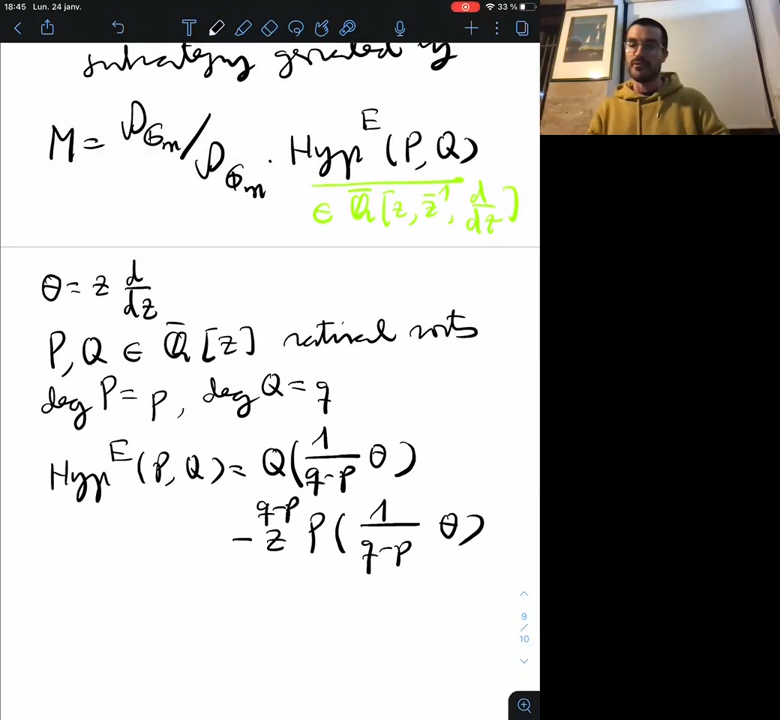 18:45 Lun. 24 janv. 33 %
T
subcategory generated by
M = 𝒟_{𝔾_m} / 𝒟_{𝔾_m} · Hyp^E (P, Q)
∈ Q̄ [z, z^{-1}, d/dz]
θ = z d/dz
P, Q ∈ Q̄ [z] rational roots
deg P = p, deg Q = q
Hyp^E (P, Q) = Q( 1/(q-p) θ )
- z^{q-p} P( 1/(q-p) θ )
9
/
10